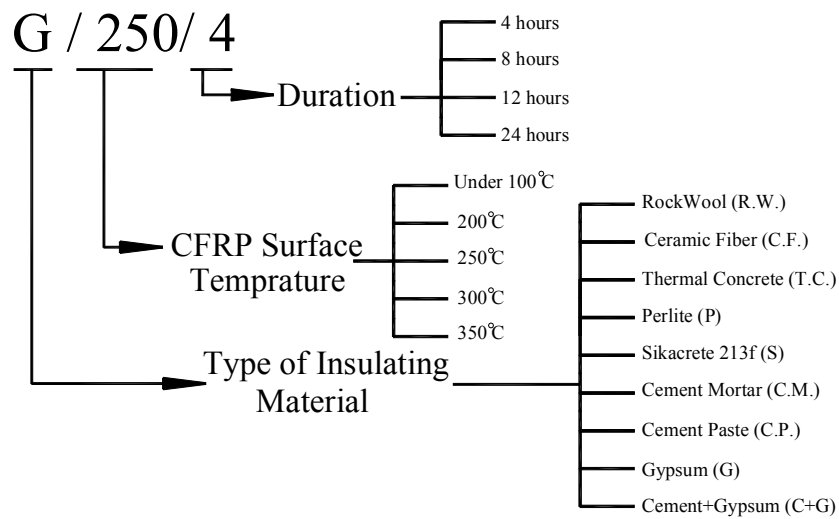 G / 250/ 4
Duration
4 hours
8 hours
12 hours
24 hours
CFRP Surface
Temprature
Under 100℃
200℃
250℃
300℃
350℃
Type of Insulating
Material
RockWool (R.W.)
Ceramic Fiber (C.F.)
Thermal Concrete (T.C.)
Perlite (P)
Sikacrete 213f (S)
Cement Mortar (C.M.)
Cement Paste (C.P.)
Gypsum (G)
Cement+Gypsum (C+G)